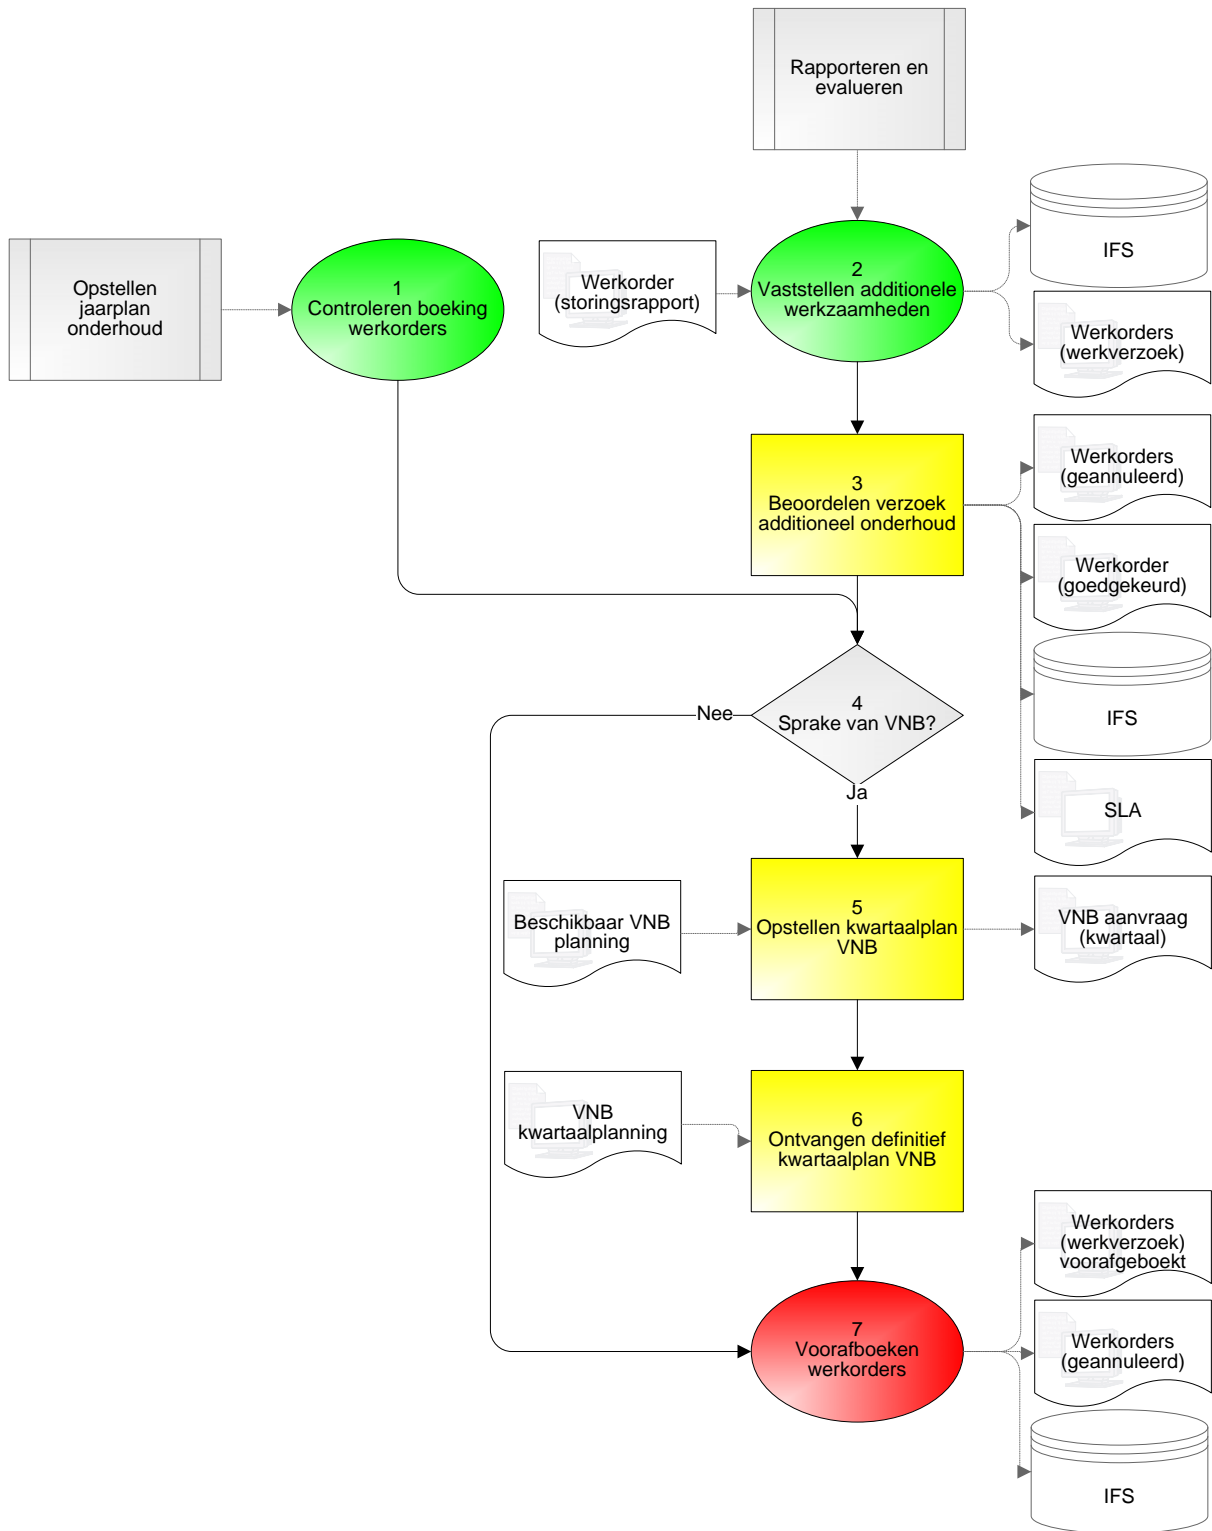 Rapporteren en
evalueren
IFS
Opstellen
jaarplan
onderhoud
1
Controleren boeking
werkorders
Werkorder
(storingsrapport)
2
Vaststellen additionele
werkzaamheden
Werkorders
(werkverzoek)
3
Beoordelen verzoek
additioneel onderhoud
Werkorders
(geannuleerd)
Werkorder
(goedgekeurd)
IFS
Nee
4
Sprake van VNB?
Ja
SLA
Beschikbaar VNB
planning
5
Opstellen kwartaalplan
VNB
VNB aanvraag
(kwartaal)
VNB
kwartaalplanning
6
Ontvangen definitief
kwartaalplan VNB
Werkorders
(werkverzoek)
voorafgeboekt
7
Voorafboeken
werkorders
Werkorders
(geannuleerd)
IFS